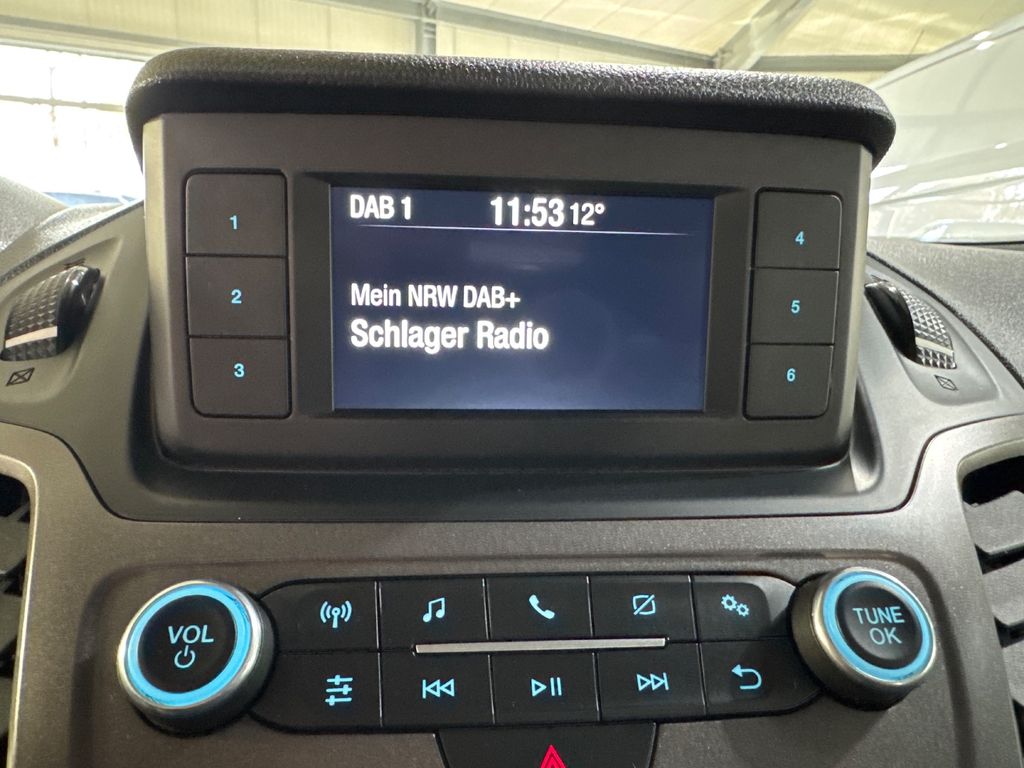 DAB 1 11:53 12°
Mein NRW DAB+
Schlager Radio
1
2
3
4
5
6
VOL
TUNE
OK